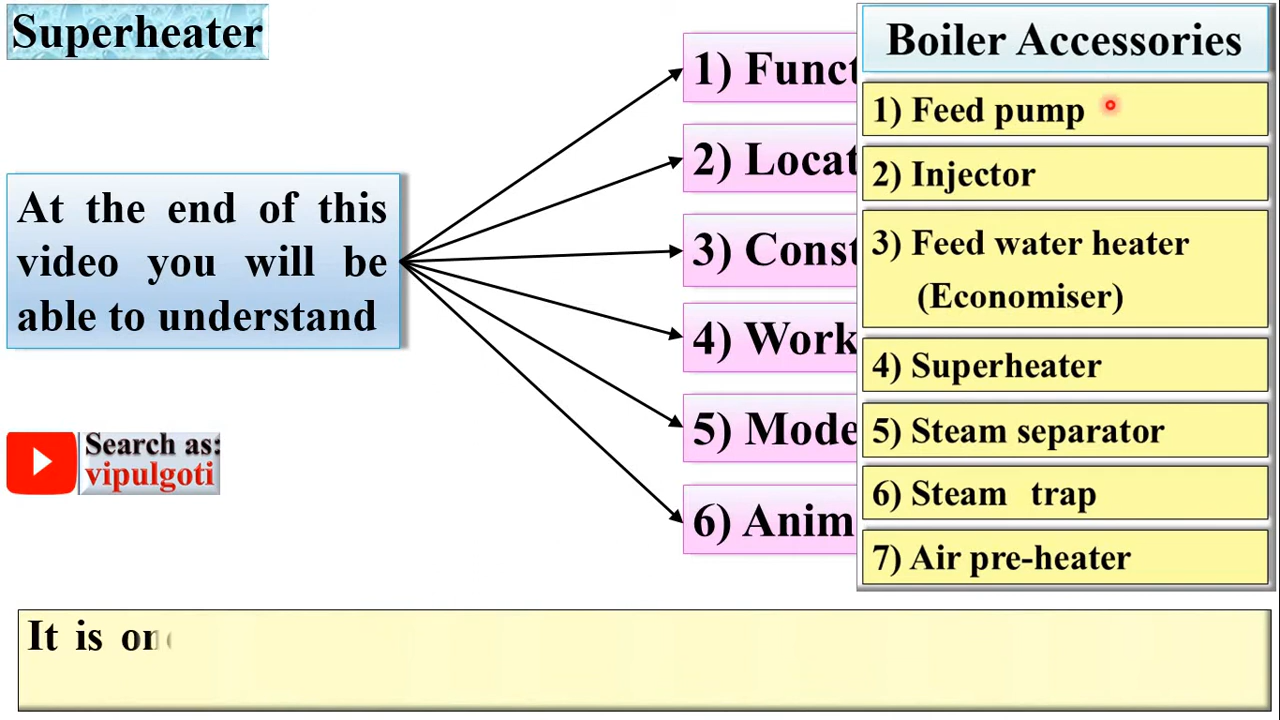 Superheater
At the end of this
video you will be
able to understand
Search as:
vipulgoti
1) Funct
2) Locat
3) Const
4) Work
5) Mode
6) Anim
Boiler Accessories
1) Feed pump
2) Injector
3) Feed water heater
(Economiser)
4) Superheater
5) Steam separator
6) Steam trap
7) Air pre-heater
It is on